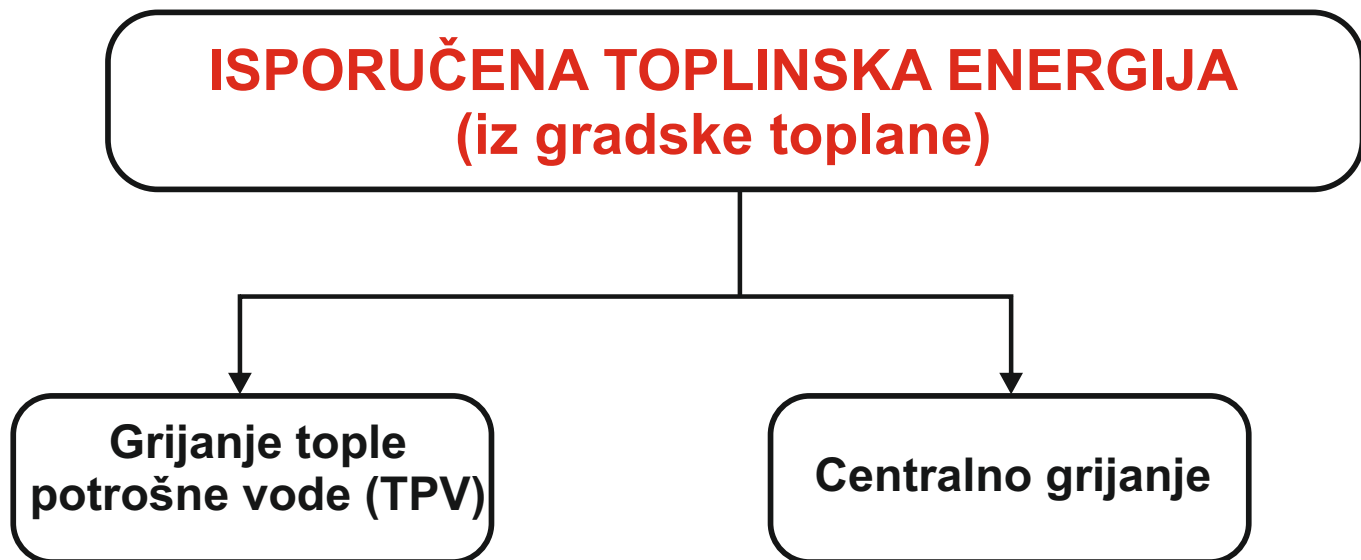 ISPORUČENA TOPLINSKA ENERGIJA
(iz gradske toplane)
Grijanje tople
potrošne vode (TPV)
Centralno grijanje